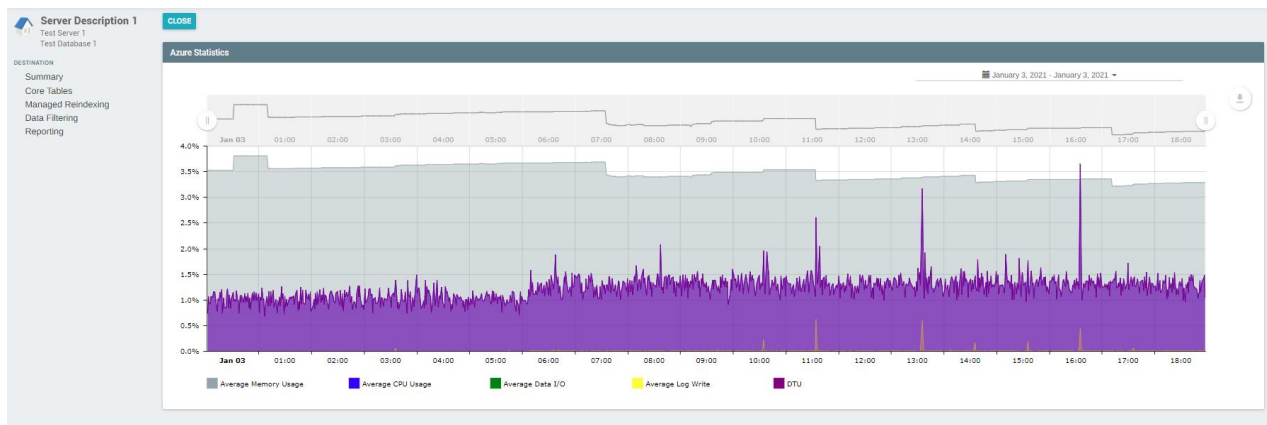 Server Description 1
Test Server 1
Test Database 1
CLOSE
DESTINATION
Summary
Core Tables
Managed Reindexing
Data Filtering
Reporting
Azure Statistics
January 3, 2021 - January 3, 2021
Jan 03 01:00 02:00 03:00 04:00 05:00 06:00 07:00 08:00 09:00 10:00 11:00 12:00 13:00 14:00 15:00 16:00 17:00 18:00
4.0%
3.5%
3.0%
2.5%
2.0%
1.5%
1.0%
0.5%
0.0%
Jan 03 01:00 02:00 03:00 04:00 05:00 06:00 07:00 08:00 09:00 10:00 11:00 12:00 13:00 14:00 15:00 16:00 17:00 18:00
Average Memory Usage Average CPU Usage Average Data I/O Average Log Write DTU